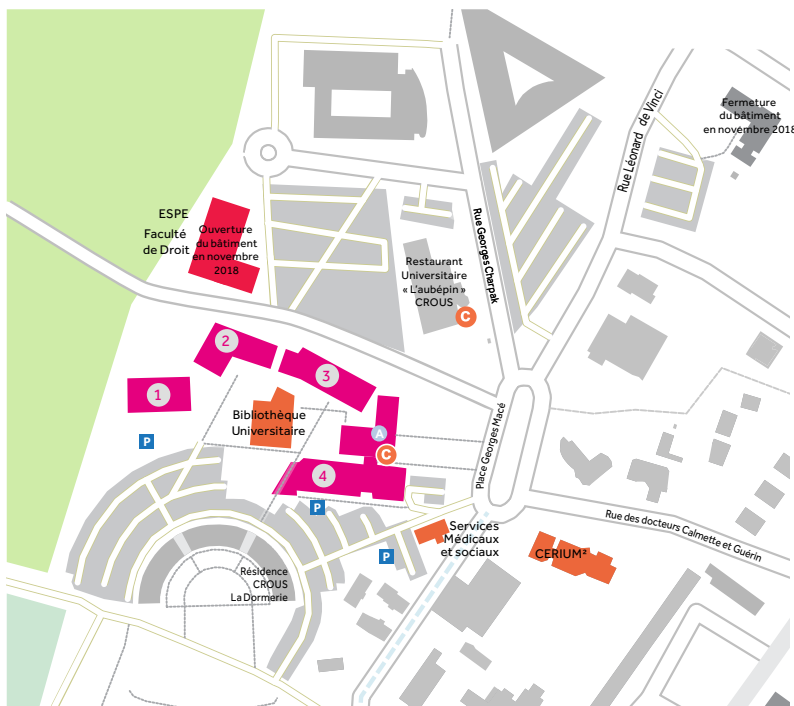 Fermeture
du bâtiment
en novembre 2018
Rue Léonard de Vinci
ESPE
Faculté
de Droit
Ouverture
du bâtiment
en novembre
2018
Rue Georges Charpak
Restaurant
Universitaire
« L'aubépin »
CROUS
C
2
3
1
Bibliothèque
Universitaire
P
A
C
4
Place Georges Macé
P
P
Services
Médicaux
et sociaux
CERIUM²
Rue des docteurs Calmette et Guérin
Résidence
CROUS
La Dormerie